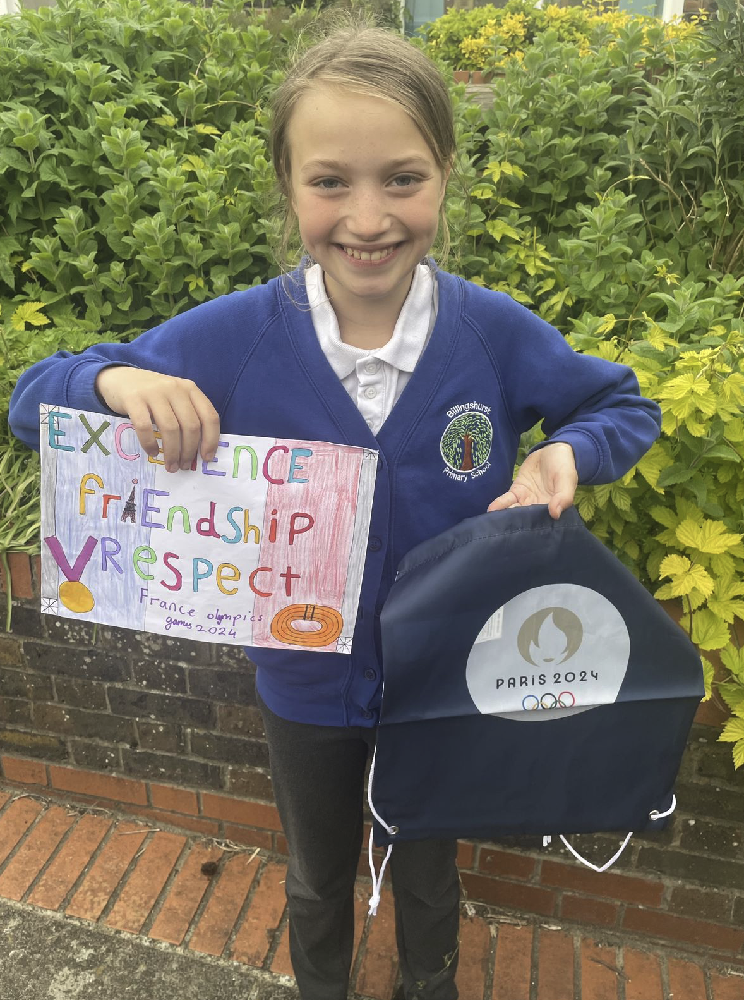 EXCELLENCE
friEndship
Respect
France olympics
games 2024
Billingshurst
Primary School
PARIS 2024